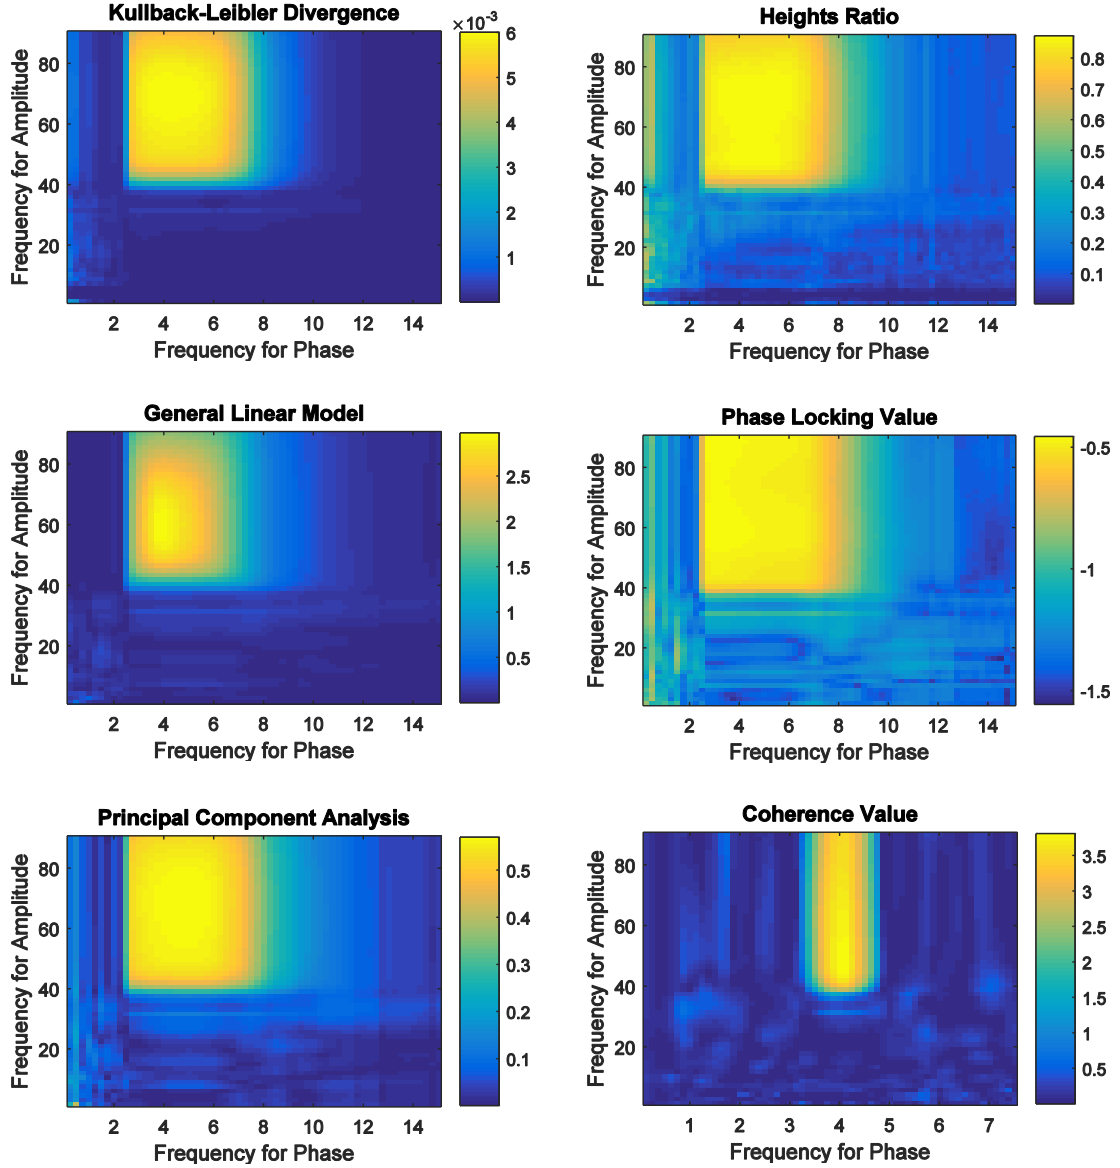 Kullback-Leibler Divergence
×10-3
Frequency for Amplitude
80
60
40
20
2 4 6 8 10 12 14
Frequency for Phase
6
5
4
3
2
1
Heights Ratio
Frequency for Amplitude
80
60
40
20
2 4 6 8 10 12 14
Frequency for Phase
0.8
0.7
0.6
0.5
0.4
0.3
0.2
0.1
General Linear Model
Frequency for Amplitude
80
60
40
20
2 4 6 8 10 12 14
Frequency for Phase
2.5
2
1.5
1
0.5
Phase Locking Value
Frequency for Amplitude
80
60
40
20
2 4 6 8 10 12 14
Frequency for Phase
-0.5
-1
-1.5
Principal Component Analysis
Frequency for Amplitude
80
60
40
20
2 4 6 8 10 12 14
Frequency for Phase
0.5
0.4
0.3
0.2
0.1
Coherence Value
Frequency for Amplitude
80
60
40
20
1 2 3 4 5 6 7
Frequency for Phase
3.5
3
2.5
2
1.5
1
0.5